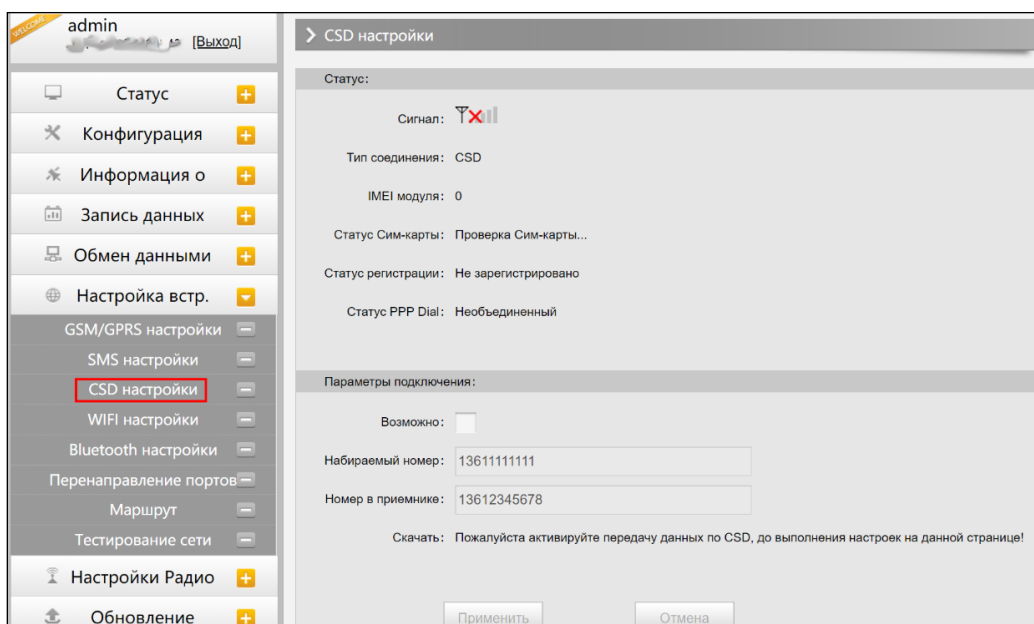 WELCOME
admin
[Выход]
Статус
Конфигурация
Информация о
Запись данных
Обмен данными
Настройка встр.
GSM/GPRS настройки
SMS настройки
CSD настройки
WIFI настройки
Bluetooth настройки
Перенаправление портов
Маршрут
Тестирование сети
Настройки Радио
Обновление
CSD настройки
Статус:
Сигнал:
Тип соединения: CSD
IMEI модуля: 0
Статус Сим-карты: Проверка Сим-карты...
Статус регистрации: Не зарегистрировано
Статус PPP Dial: Необъединенный
Параметры подключения:
Возможно:
Набираемый номер: 13611111111
Номер в приемнике: 13612345678
Скачать: Пожалуйста активируйте передачу данных по CSD, до выполнения настроек на данной странице!
Применить Отмена